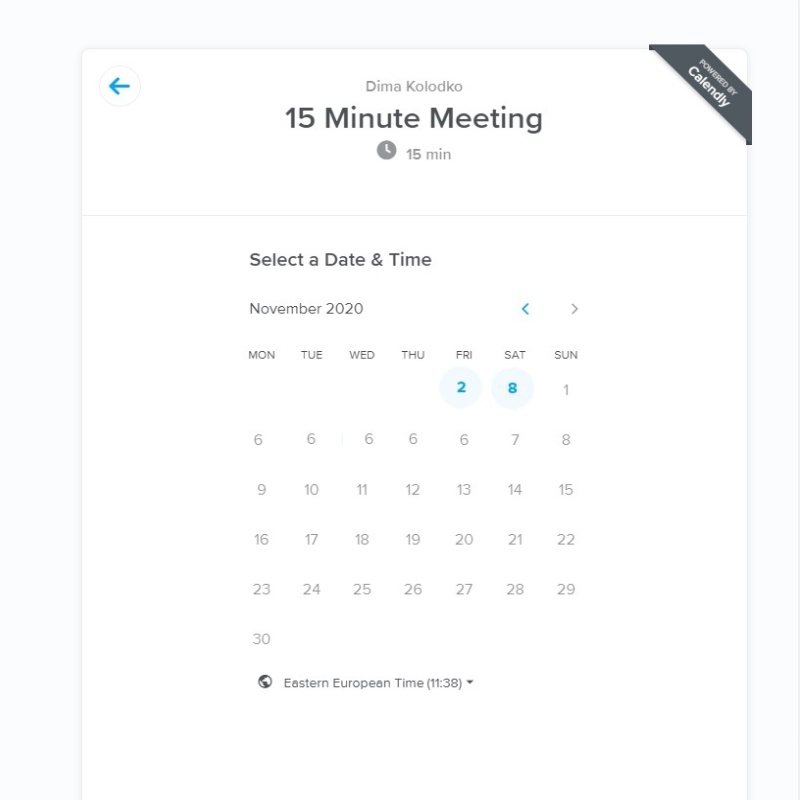 POWERED BY
Calendly
Dima Kolodko
15 Minute Meeting
15 min
Select a Date & Time
November 2020
MON TUE WED THU FRI SAT SUN
2 8 1
6 6 6 6 6 7 8
9 10 11 12 13 14 15
16 17 18 19 20 21 22
23 24 25 26 27 28 29
30
Eastern European Time (11:38)